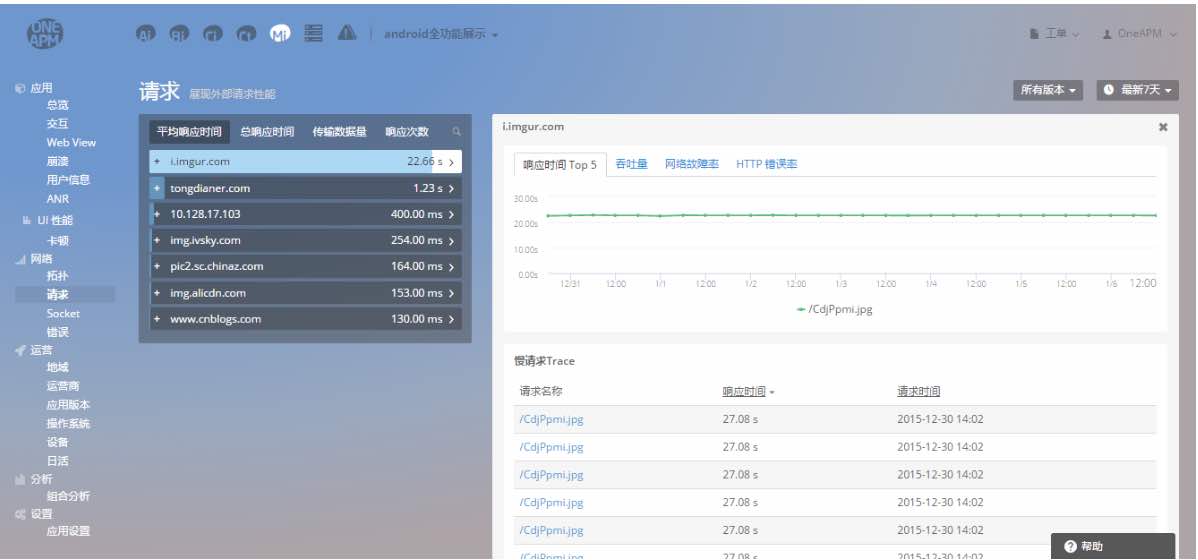 ONE
APM
Ai Bi Ci Ct Mi android全功能展示 工单 OneAPM
应用
总览
交互
Web View
崩溃
用户信息
ANR
UI 性能
卡顿
网络
拓扑
请求
Socket
错误
运营
地域
运营商
应用版本
操作系统
设备
日活
分析
组合分析
设置
应用设置
请求 展现外部请求性能 所有版本 最新7天
平均响应时间 总响应时间 传输数据量 响应次数
+ i.imgur.com 22.66 s >
+ tongdianer.com 1.23 s >
+ 10.128.17.103 400.00 ms >
+ img.ivsky.com 254.00 ms >
+ pic2.sc.chinaz.com 164.00 ms >
+ img.alicdn.com 153.00 ms >
+ www.cnblogs.com 130.00 ms >
i.imgur.com ✖
响应时间 Top 5 吞吐量 网络故障率 HTTP 错误率
30.00s
20.00s
10.00s
0.00s
12/31 12:00 1/1 12:00 1/2 12:00 1/3 12:00 1/4 12:00 1/5 12:00 1/6 12:00
/CdjPpmi.jpg
慢请求Trace
请求名称 响应时间 请求时间
/CdjPpmi.jpg 27.08 s 2015-12-30 14:02
/CdjPpmi.jpg 27.08 s 2015-12-30 14:02
/CdjPpmi.jpg 27.08 s 2015-12-30 14:02
/CdjPpmi.jpg 27.08 s 2015-12-30 14:02
/CdjPpmi.jpg 27.08 s 2015-12-30 14:02
/CdjPpmi.jpg 27.08 s 2015-12-30 14:02
? 帮助